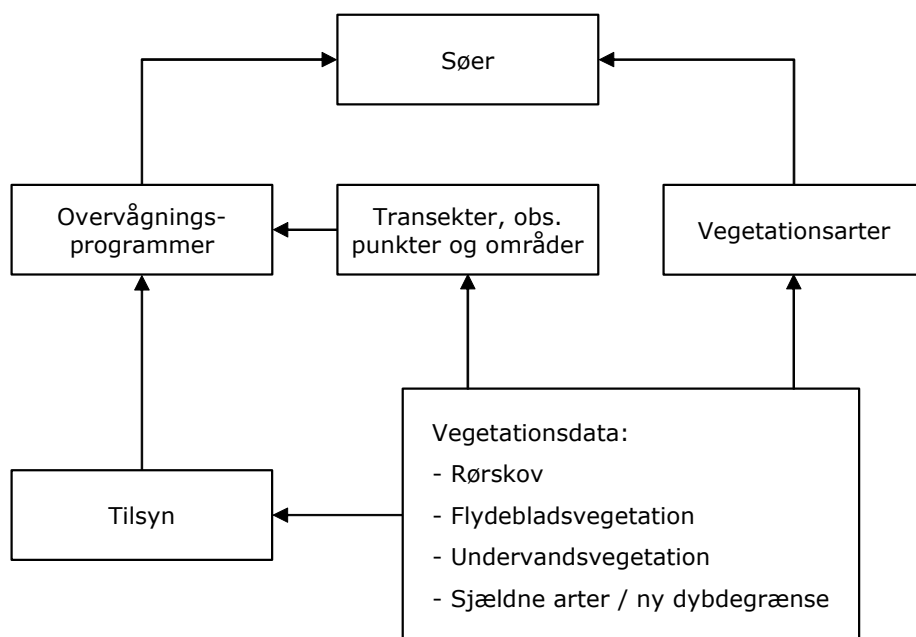 Søer
Overvågnings-
programmer
Transekter, obs.
punkter og områder
Vegetationsarter
Vegetationsdata:
- Rørskov
- Flydebladsvegetation
- Undervandsvegetation
- Sjældne arter / ny dybdegrænse
Tilsyn